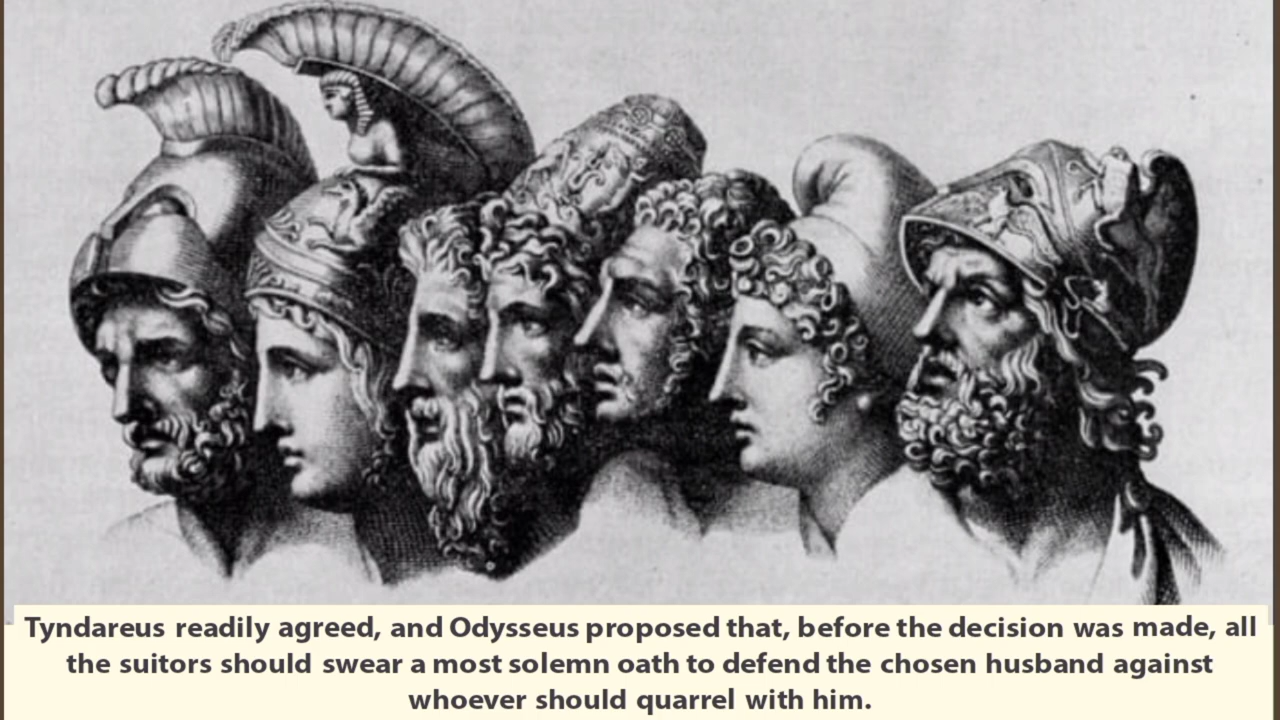 Tyndareus readily agreed, and Odysseus proposed that, before the decision was made, all
the suitors should swear a most solemn oath to defend the chosen husband against
whoever should quarrel with him.